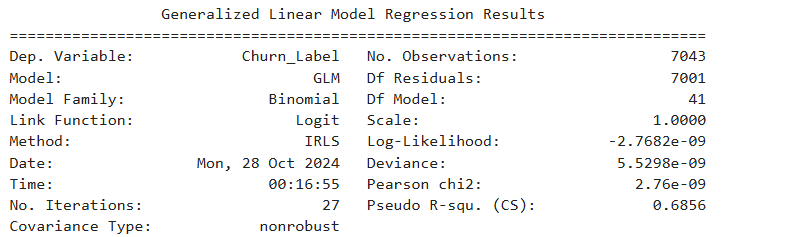 Generalized Linear Model Regression Results
==============================================================================
Dep. Variable: Churn_Label No. Observations: 7043
Model: GLM Df Residuals: 7001
Model Family: Binomial Df Model: 41
Link Function: Logit Scale: 1.0000
Method: IRLS Log-Likelihood: -2.7682e-09
Date: Mon, 28 Oct 2024 Deviance: 5.5298e-09
Time: 00:16:55 Pearson chi2: 2.76e-09
No. Iterations: 27 Pseudo R-squ. (CS): 0.6856
Covariance Type: nonrobust